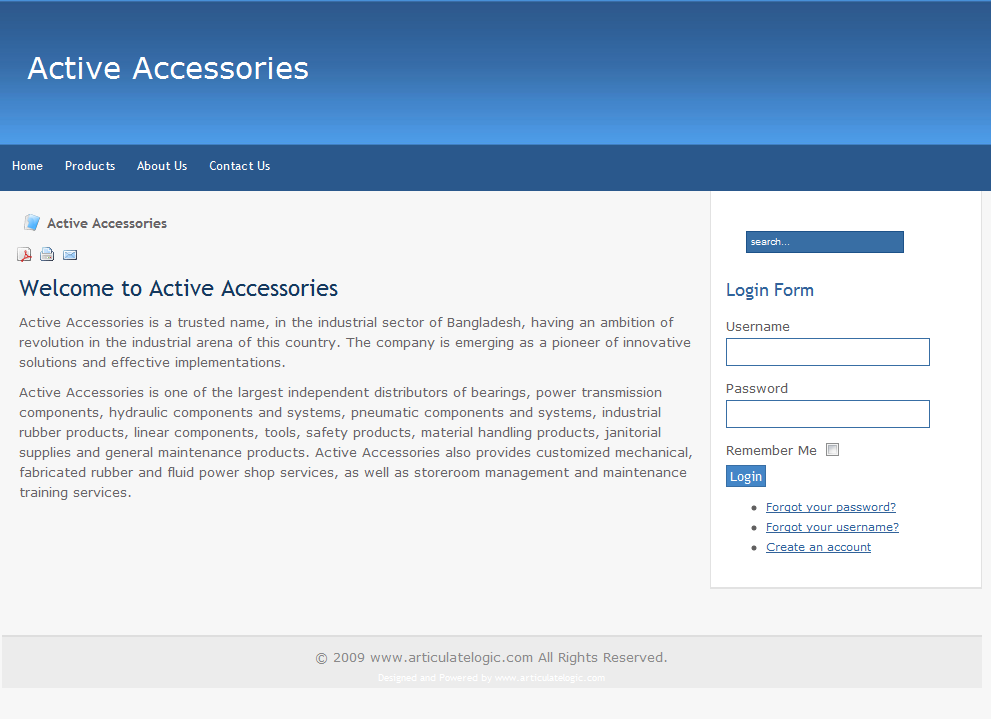 Active Accessories
Home Products About Us Contact Us
Active Accessories
Welcome to Active Accessories
Active Accessories is a trusted name, in the industrial sector of Bangladesh, having an ambition of
revolution in the industrial arena of this country. The company is emerging as a pioneer of innovative
solutions and effective implementations.
Active Accessories is one of the largest independent distributors of bearings, power transmission
components, hydraulic components and systems, pneumatic components and systems, industrial
rubber products, linear components, tools, safety products, material handling products, janitorial
supplies and general maintenance products. Active Accessories also provides customized mechanical,
fabricated rubber and fluid power shop services, as well as storeroom management and maintenance
training services.
search...
Login Form
Username
Password
Remember Me
Login
Forgot your password?
Forgot your username?
Create an account
© 2009 www.articulatelogic.com All Rights Reserved.
Designed and Powered by www.articulatelogic.com